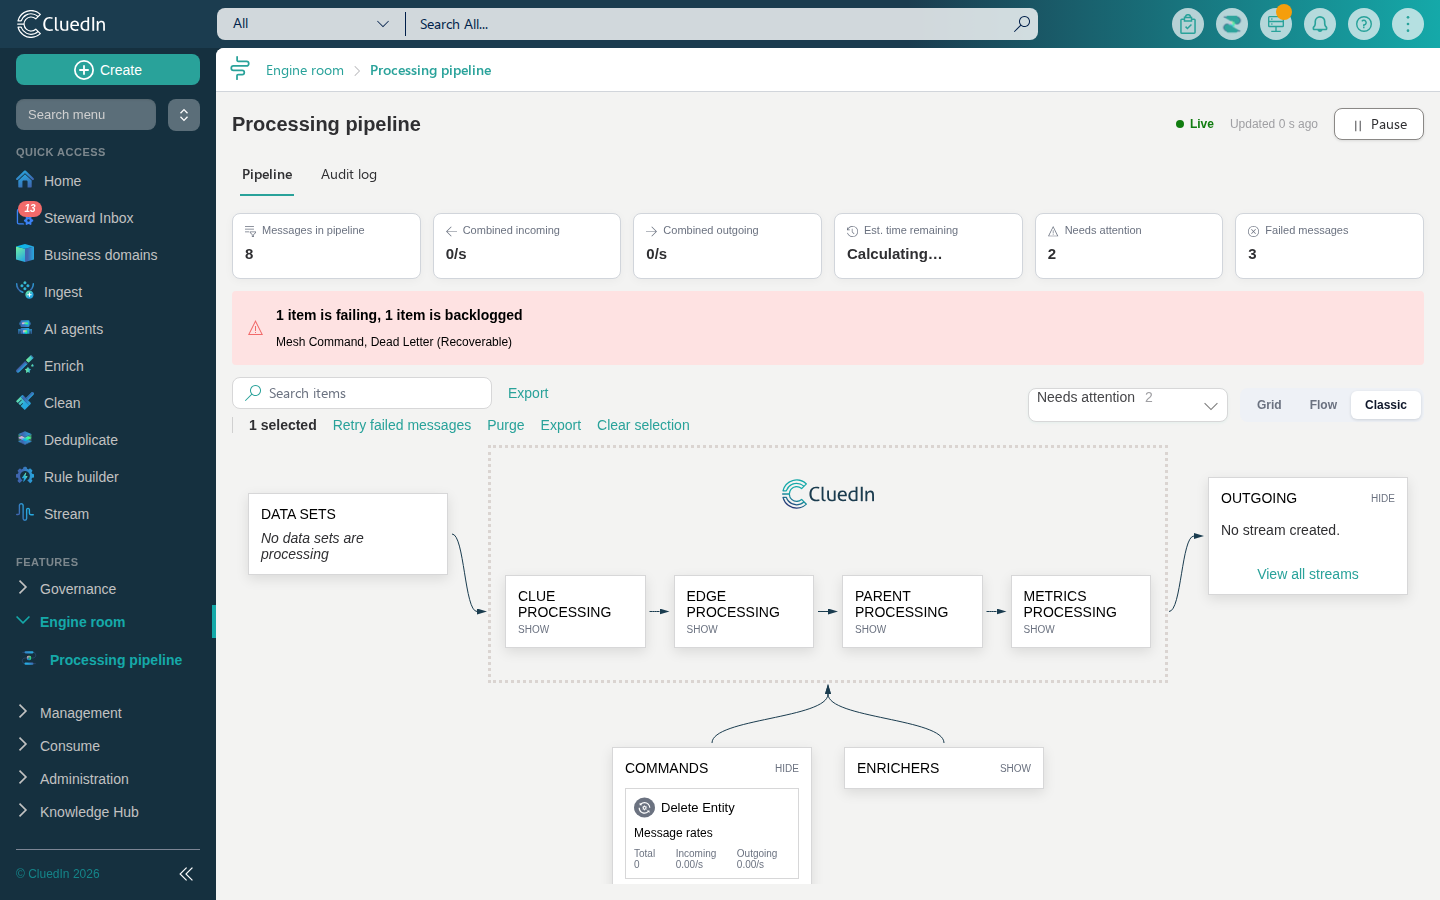 CluedIn
All
Search All...
Create
Search menu
QUICK ACCESS
Home
13
Steward Inbox
Business domains
Ingest
AI agents
Enrich
Clean
Deduplicate
Rule builder
Stream
FEATURES
Governance
Engine room
Processing pipeline
Management
Consume
Administration
Knowledge Hub
© CluedIn 2026
Engine room
Processing pipeline
Processing pipeline
Live
Updated 0 s ago
Pause
Pipeline
Audit log
Messages in pipeline
8
Combined incoming
0/s
Combined outgoing
0/s
Est. time remaining
Calculating...
Needs attention
2
Failed messages
3
1 item is failing, 1 item is backlogged
Mesh Command, Dead Letter (Recoverable)
Search items
Export
Needs attention 2
Grid
Flow
Classic
1 selected
Retry failed messages
Purge
Export
Clear selection
CluedIn
DATA SETS
No data sets are
processing
CLUE
PROCESSING
SHOW
EDGE
PROCESSING
SHOW
PARENT
PROCESSING
SHOW
METRICS
PROCESSING
SHOW
OUTGOING
HIDE
No stream created.
View all streams
COMMANDS
HIDE
Delete Entity
Message rates
Total
0
Incoming
0.00/s
Outgoing
0.00/s
ENRICHERS
SHOW